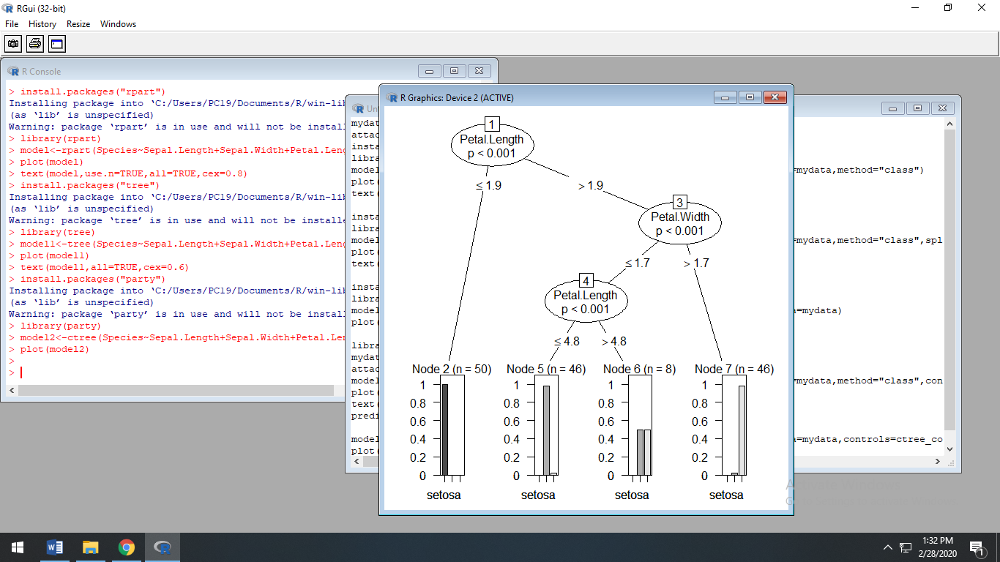 RGui (32-bit)
File History Resize Windows
R Console
> install.packages("rpart")
Installing package into ‘C:/Users/PC19/Documents/R/win-lib
(as ‘lib’ is unspecified)
Warning: package ‘rpart’ is in use and will not be instal
> library(rpart)
> model<-rpart(Species~Sepal.Length+Sepal.Width+Petal.Leng
> plot(model)
> text(model,use.n=TRUE,all=TRUE,cex=0.8)
> install.packages("tree")
Installing package into ‘C:/Users/PC19/Documents/R/win-lib
(as ‘lib’ is unspecified)
Warning: package ‘tree’ is in use and will not be installe
> library(tree)
> model1<-tree(Species~Sepal.Length+Sepal.Width+Petal.Leng
> plot(model1)
> text(model1,all=TRUE,cex=0.6)
> install.packages("party")
Installing package into ‘C:/Users/PC19/Documents/R/win-lib
(as ‘lib’ is unspecified)
Warning: package ‘party’ is in use and will not be instal
> library(party)
> model2<-ctree(Species~Sepal.Length+Sepal.Width+Petal.Len
> plot(model2)
>
>
Un
mydat
attac
insta
libra
model
plot(
text(
insta
libra
model
plot(
text(
insta
libra
model
plot(
libra
mydat
attac
model
plot(
text(
predi
model
plot(
=mydata,method="class")
=mydata,method="class",spl
a=mydata)
=mydata,method="class",con
a=mydata,controls=ctree_co
R Graphics: Device 2 (ACTIVE)
1
Petal.Length
p < 0.001
≤ 1.9 > 1.9
3
Petal.Width
p < 0.001
≤ 1.7 > 1.7
4
Petal.Length
p < 0.001
≤ 4.8 > 4.8
Node 2 (n = 50) Node 5 (n = 46) Node 6 (n = 8) Node 7 (n = 46)
1 1 1 1
0.8 0.8 0.8 0.8
0.6 0.6 0.6 0.6
0.4 0.4 0.4 0.4
0.2 0.2 0.2 0.2
0 0 0 0
setosa setosa setosa setosa
Activate Windows
1:32 PM
2/28/2020
1